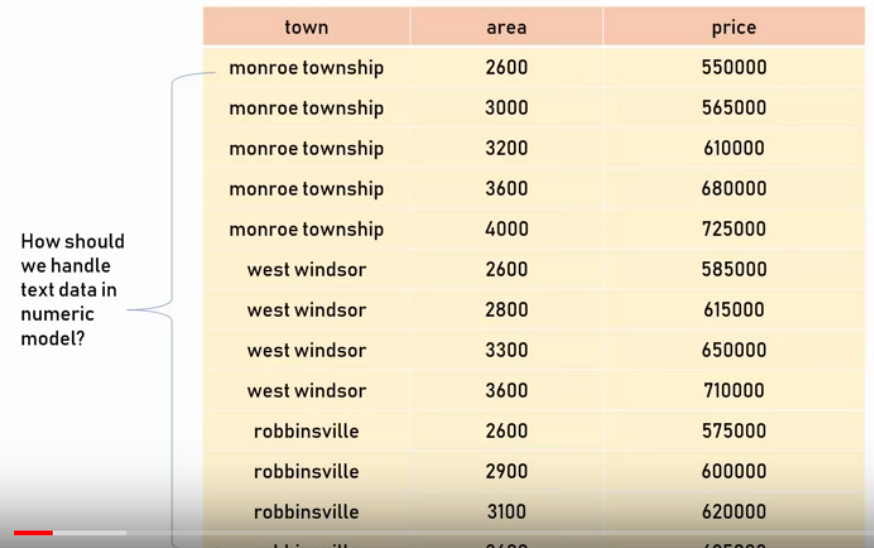 town area price
monroe township 2600 550000
monroe township 3000 565000
monroe township 3200 610000
monroe township 3600 680000
monroe township 4000 725000
west windsor 2600 585000
west windsor 2800 615000
west windsor 3300 650000
west windsor 3600 710000
robbinsville 2600 575000
robbinsville 2900 600000
robbinsville 3100 620000
How should
we handle
text data in
numeric
model?